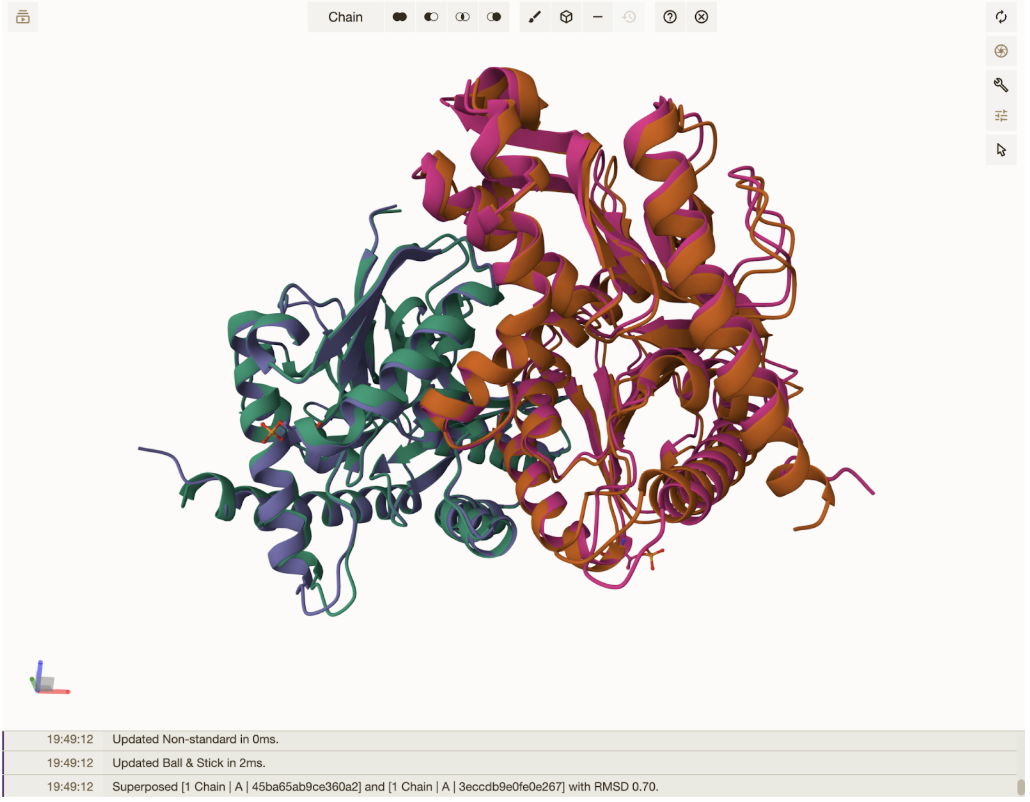 Chain
19:49:12 Updated Non-standard in 0ms.
19:49:12 Updated Ball & Stick in 2ms.
19:49:12 Superposed [1 Chain | A | 45ba65ab9ce360a2] and [1 Chain | A | 3eccdb9e0fe0e267] with RMSD 0.70.